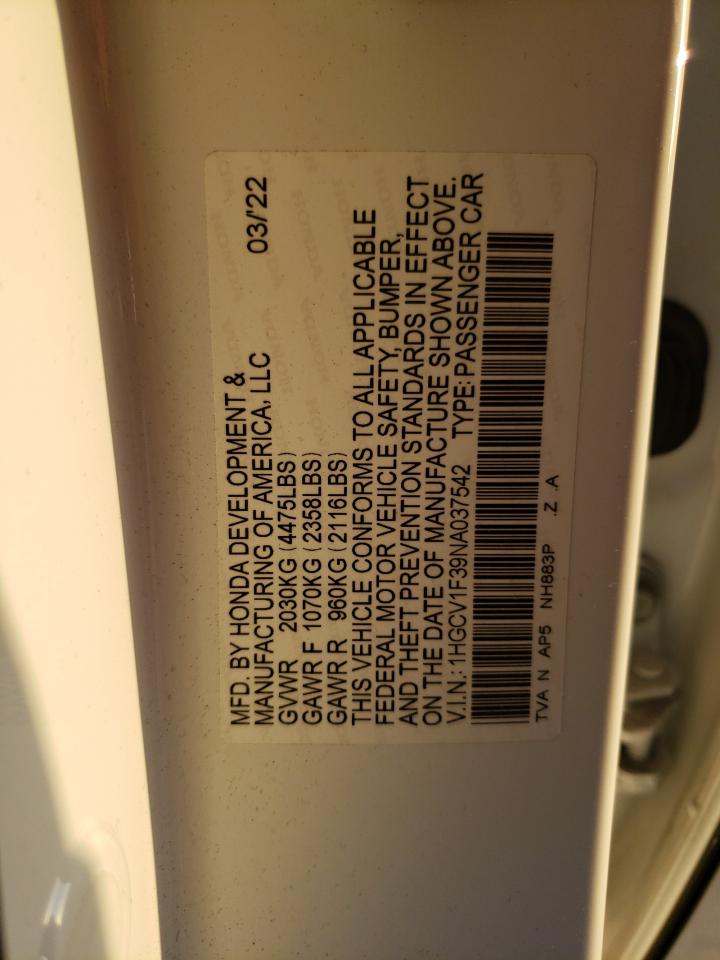 MFD. BY HONDA DEVELOPMENT &
MANUFACTURING OF AMERICA, LLC 03/'22
GVWR 2030KG (4475LBS)
GAWR F 1070KG (2358LBS)
GAWR R 960KG (2116LBS)
THIS VEHICLE CONFORMS TO ALL APPLICABLE
FEDERAL MOTOR VEHICLE SAFETY, BUMPER,
AND THEFT PREVENTION STANDARDS IN EFFECT
ON THE DATE OF MANUFACTURE SHOWN ABOVE.
V.I.N.: 1HGCV1F39NA037542 TYPE: PASSENGER CAR
TVA N AP5 NH883P .Z .A